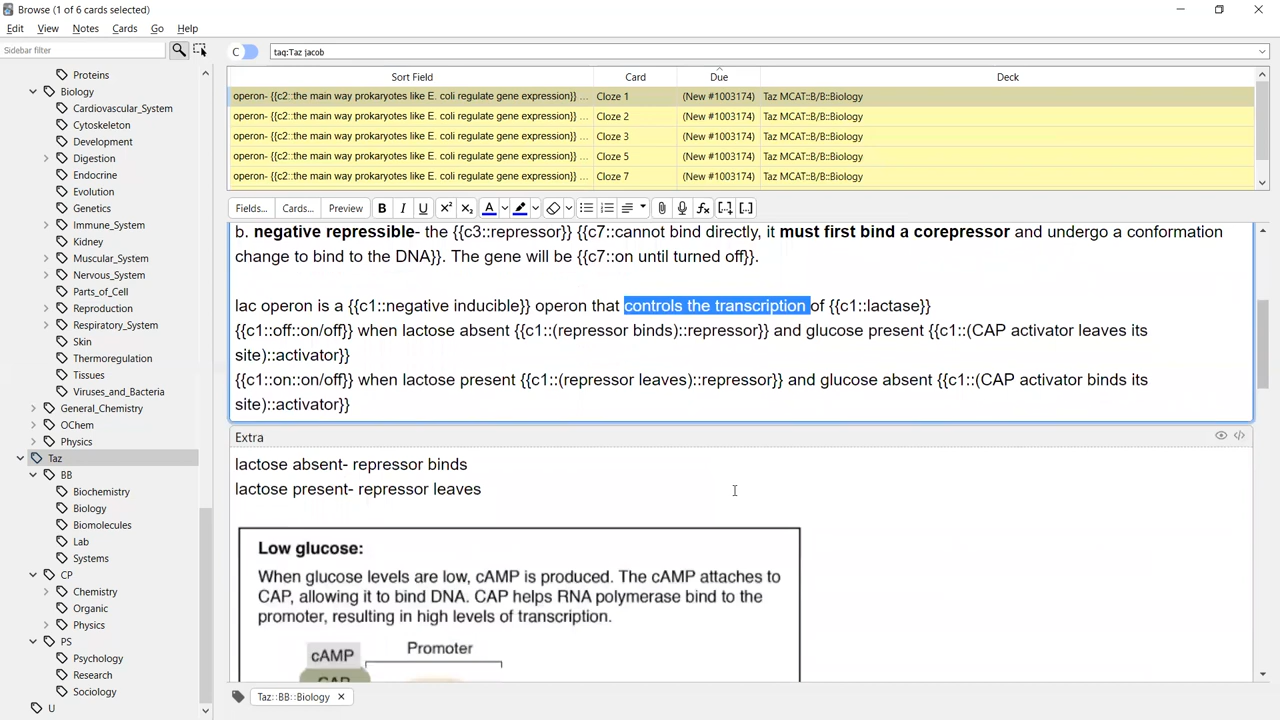 Browse (1 of 6 cards selected)
Edit View Notes Cards Go Help
Sidebar filter
C
tag:Taz jacob
Proteins
Biology
Cardiovascular_System
Cytoskeleton
Development
Digestion
Endocrine
Evolution
Genetics
Immune_System
Kidney
Muscular_System
Nervous_System
Parts_of_Cell
Reproduction
Respiratory_System
Skin
Thermoregulation
Tissues
Viruses_and_Bacteria
General_Chemistry
OChem
Physics
Taz
BB
Biochemistry
Biology
Biomolecules
Lab
Systems
CP
Chemistry
Organic
Physics
PS
Psychology
Research
Sociology
U
Sort Field Card Due Deck
operon- {{c2::the main way prokaryotes like E. coli regulate gene expression}} ... Cloze 1 (New #1003174) Taz MCAT::B/B::Biology
operon- {{c2::the main way prokaryotes like E. coli regulate gene expression}} ... Cloze 2 (New #1003174) Taz MCAT::B/B::Biology
operon- {{c2::the main way prokaryotes like E. coli regulate gene expression}} ... Cloze 3 (New #1003174) Taz MCAT::B/B::Biology
operon- {{c2::the main way prokaryotes like E. coli regulate gene expression}} ... Cloze 5 (New #1003174) Taz MCAT::B/B::Biology
operon- {{c2::the main way prokaryotes like E. coli regulate gene expression}} ... Cloze 7 (New #1003174) Taz MCAT::B/B::Biology
Fields... Cards... Preview B I U X² X₂ A fx [...] [...]
b. negative repressible- the {{c3::repressor}} {{c7::cannot bind directly, it must first bind a corepressor and undergo a conformation
change to bind to the DNA}}. The gene will be {{c7::on until turned off}}.
lac operon is a {{c1::negative inducible}} operon that controls the transcription of {{c1::lactase}}
{{c1::off::on/off}} when lactose absent {{c1::(repressor binds)::repressor}} and glucose present {{c1::(CAP activator leaves its
site)::activator}}
{{c1::on::on/off}} when lactose present {{c1::(repressor leaves)::repressor}} and glucose absent {{c1::(CAP activator binds its
site)::activator}}
Extra
lactose absent- repressor binds
lactose present- repressor leaves
Low glucose:
When glucose levels are low, cAMP is produced. The cAMP attaches to
CAP, allowing it to bind DNA. CAP helps RNA polymerase bind to the
promoter, resulting in high levels of transcription.
cAMP Promoter
CAP
Taz::BB::Biology